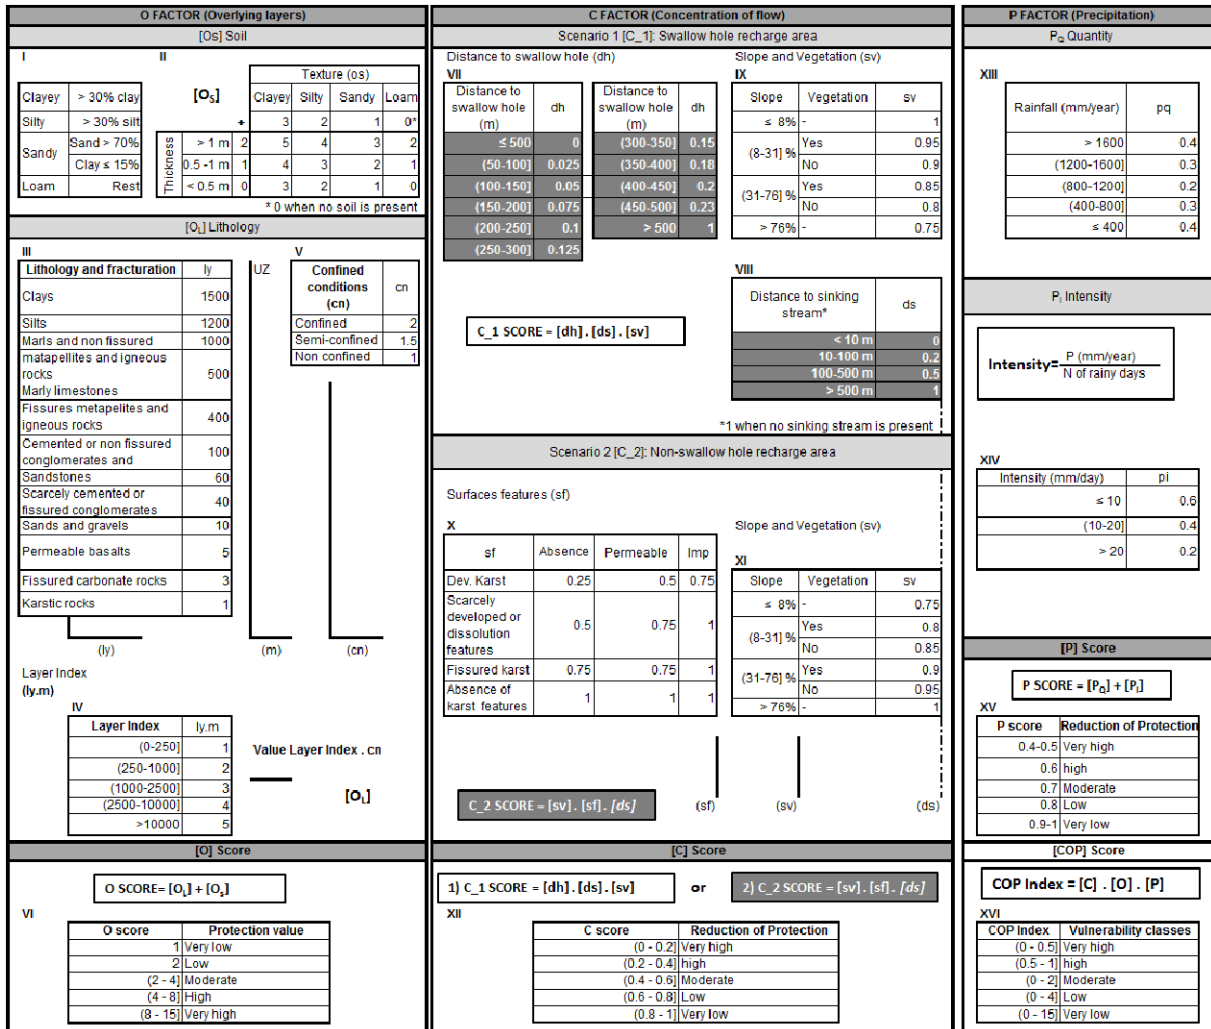 O FACTOR (Overlying layers)
[Os] Soil
I
Clayey > 30% clay
Silty > 30% silt
Sandy Sand > 70%
Clay ≤ 15%
Loam Rest
II
[Os]
Texture (os)
Clayey Silty Sandy Loam
+ 3 2 1 0*
Thickness
> 1 m 2 5 4 3 2
0.5 -1 m 1 4 3 2 1
< 0.5 m 0 3 2 1 0
* 0 when no soil is present
[OL] Lithology
III
Lithology and fracturation ly
Clays 1500
Silts 1200
Marls and non fissured 1000
matapellites and igneous
rocks 500
Marly limestones
Fissures metapelites and
igneous rocks 400
Cemented or non fissured
conglomerates and 100
Sandstones 60
Scarcely cemented or
fissured conglomerates 40
Sands and gravels 10
Permeable basalts 5
Fissured carbonate rocks 3
Karstic rocks 1
UZ
V
Confined
conditions
(cn) cn
Confined 2
Semi-confined 1.5
Non confined 1
(ly) (m) (cn)
Layer Index
(ly.m)
IV
Layer Index ly.m
(0-250] 1
(250-1000] 2
(1000-2500] 3
(2500-10000] 4
>10000 5
Value Layer Index . cn
[OL]
[O] Score
O SCORE= [OL] + [OS]
VI
O score Protection value
1 Very low
2 Low
(2 - 4] Moderate
(4 - 8] High
(8 - 15] Very high
C FACTOR (Concentration of flow)
Scenario 1 [C_1]: Swallow hole recharge area
Distance to swallow hole (dh)
VII
Distance to
swallow hole
(m) dh
≤ 500 0
(50-100] 0.025
(100-150] 0.05
(150-200] 0.075
(200-250] 0.1
(250-300] 0.125
Distance to
swallow hole
(m) dh
(300-350] 0.15
(350-400] 0.18
(400-450] 0.2
(450-500] 0.23
> 500 1
Slope and Vegetation (sv)
IX
Slope Vegetation sv
≤ 8% - 1
(8-31] % Yes 0.95
No 0.9
(31-76] % Yes 0.85
No 0.8
> 76% - 0.75
VIII
Distance to sinking
stream* ds
< 10 m 0
10-100 m 0.2
100-500 m 0.5
> 500 m 1
*1 when no sinking stream is present
C_1 SCORE = [dh] . [ds] . [sv]
Scenario 2 [C_2]: Non-swallow hole recharge area
Surfaces features (sf)
X
sf Absence Permeable Imp
Dev. Karst 0.25 0.5 0.75
Scarcely
developed or
dissolution
features 0.5 0.75 1
Fissured karst 0.75 0.75 1
Absence of
karst features 1 1 1
Slope and Vegetation (sv)
XI
Slope Vegetation sv
≤ 8% - 0.75
(8-31] % Yes 0.8
No 0.85
(31-76] % Yes 0.9
No 0.95
> 76% - 1
C_2 SCORE = [sv] . [sf] . [ds]
(sf) (sv) (ds)
[C] Score
1) C_1 SCORE = [dh] . [ds] . [sv] or 2) C_2 SCORE = [sv] . [sf] . [ds]
XII
C score Reduction of Protection
(0 - 0.2] Very high
(0.2 - 0.4] high
(0.4 - 0.6] Moderate
(0.6 - 0.8] Low
(0.8 - 1] Very low
P FACTOR (Precipitation)
PQ Quantity
XIII
Rainfall (mm/year) pq
> 1600 0.4
(1200-1600] 0.3
(800-1200] 0.2
(400-800] 0.3
≤ 400 0.4
PI Intensity
Intensity= P (mm/year)
N of rainy days
XIV
Intensity (mm/day) pi
≤ 10 0.6
(10-20] 0.4
> 20 0.2
[P] Score
P SCORE = [PQ] + [PI]
XV
P score Reduction of Protection
0.4-0.5 Very high
0.6 high
0.7 Moderate
0.8 Low
0.9-1 Very low
[COP] Score
COP Index = [C] . [O] . [P]
XVI
COP Index Vulnerability classes
(0 - 0.5] Very high
(0.5 - 1] high
(0 - 2] Moderate
(0 - 4] Low
(0 - 15] Very low